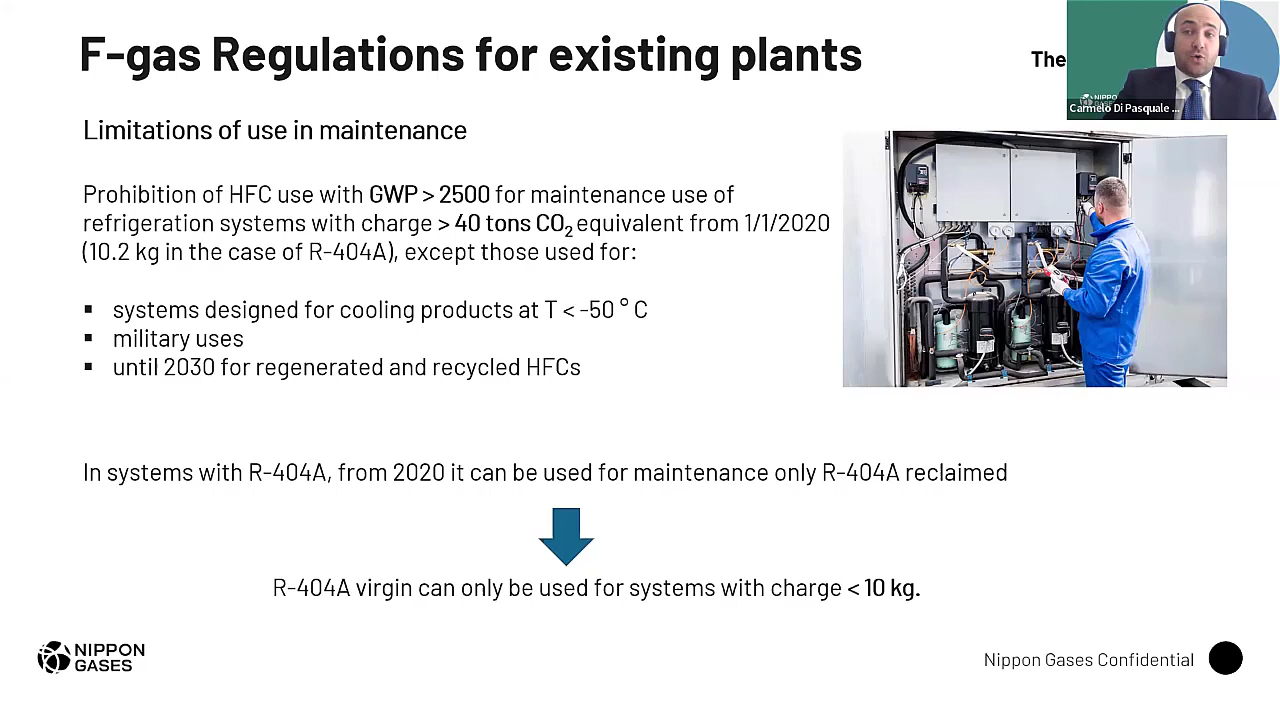 F-gas Regulations for existing plants
The
NIPPON
GASES
Carmelo Di Pasquale ...
Limitations of use in maintenance
Prohibition of HFC use with GWP > 2500 for maintenance use of
refrigeration systems with charge > 40 tons CO₂ equivalent from 1/1/2020
(10.2 kg in the case of R-404A), except those used for:
▪ systems designed for cooling products at T < -50 ° C
▪ military uses
▪ until 2030 for regenerated and recycled HFCs
In systems with R-404A, from 2020 it can be used for maintenance only R-404A reclaimed
R-404A virgin can only be used for systems with charge < 10 kg.
NIPPON
GASES
Nippon Gases Confidential